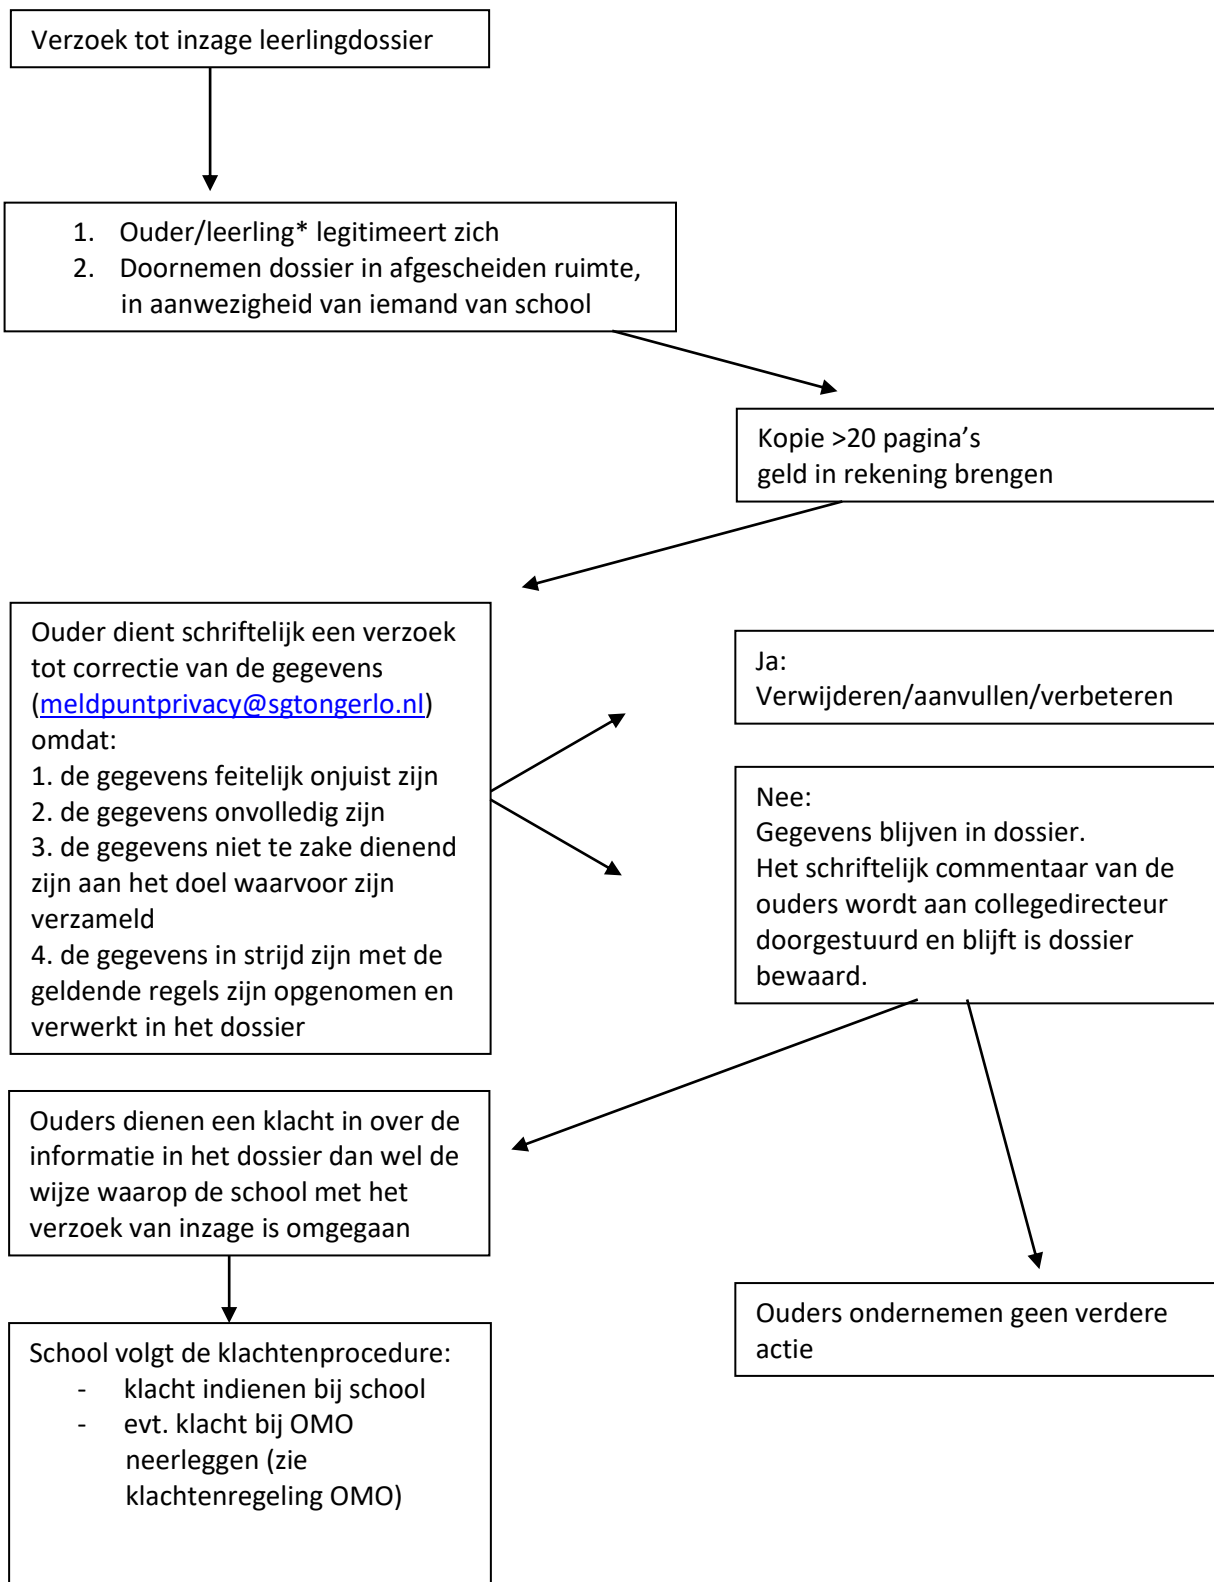 Verzoek tot inzage leerlingdossier
1. Ouder/leerling* legitimeert zich
2. Doornemen dossier in afgescheiden ruimte,
in aanwezigheid van iemand van school
Kopie >20 pagina’s
geld in rekening brengen
Ouder dient schriftelijk een verzoek
tot correctie van de gegevens
(meldpuntprivacy@sgtongerlo.nl)
omdat:
1. de gegevens feitelijk onjuist zijn
2. de gegevens onvolledig zijn
3. de gegevens niet te zake dienend
zijn aan het doel waarvoor zijn
verzameld
4. de gegevens in strijd zijn met de
geldende regels zijn opgenomen en
verwerkt in het dossier
Ja:
Verwijderen/aanvullen/verbeteren
Nee:
Gegevens blijven in dossier.
Het schriftelijk commentaar van de
ouders wordt aan collegedirecteur
doorgestuurd en blijft is dossier
bewaard.
Ouders dienen een klacht in over de
informatie in het dossier dan wel de
wijze waarop de school met het
verzoek van inzage is omgegaan
Ouders ondernemen geen verdere
actie
School volgt de klachtenprocedure:
- klacht indienen bij school
- evt. klacht bij OMO
neerleggen (zie
klachtenregeling OMO)